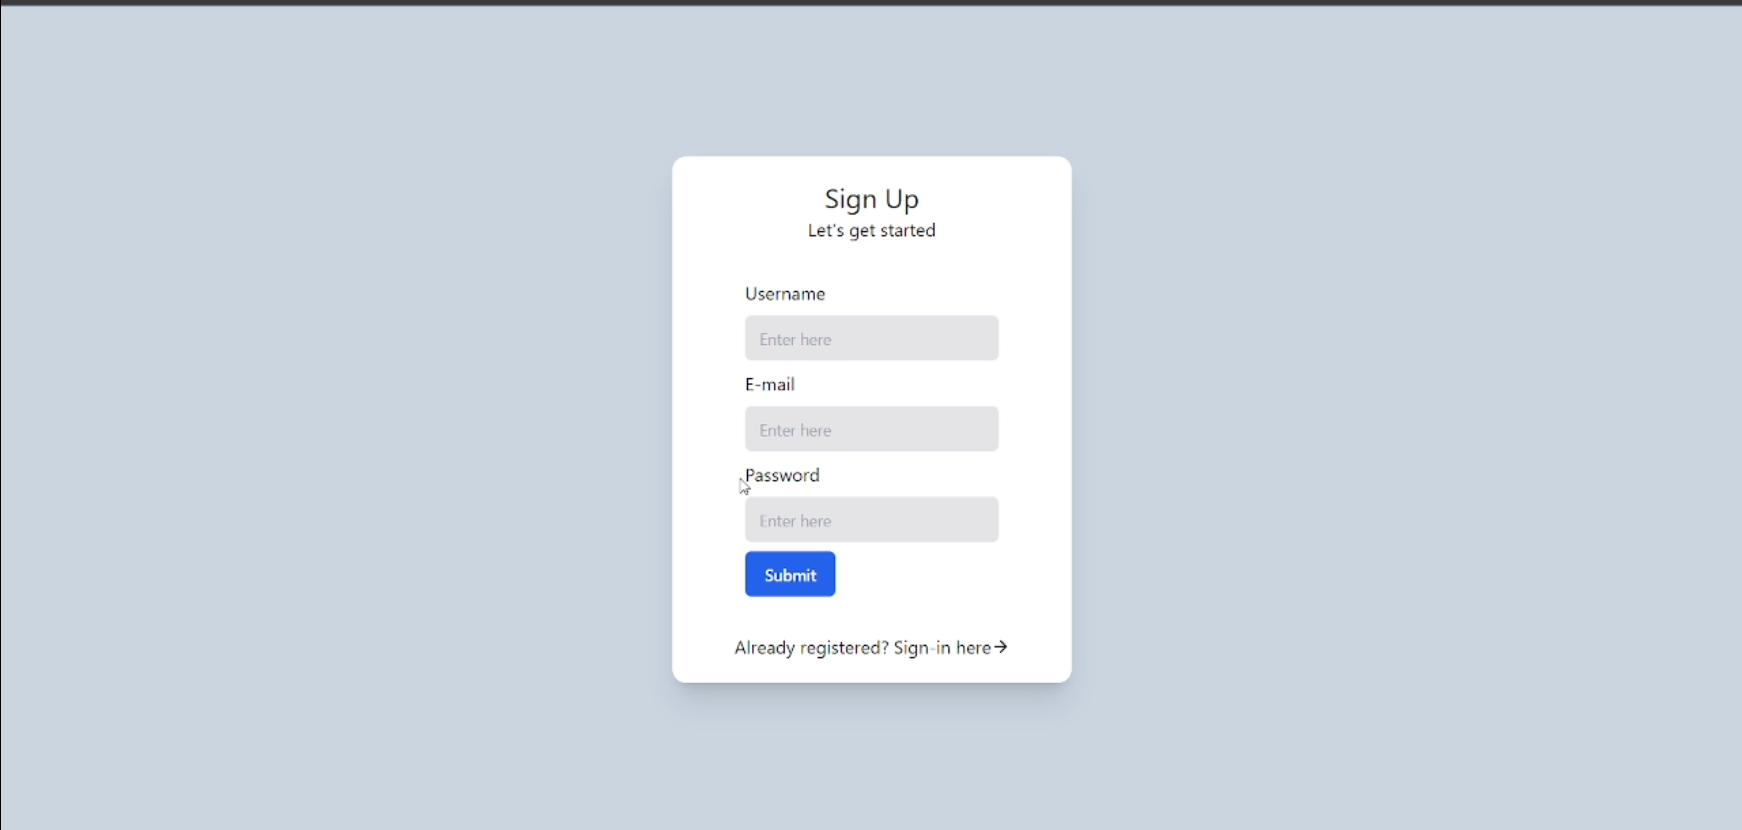 Sign Up
Let's get started
Username
Enter here
E-mail
Enter here
Password
Enter here
Submit
Already registered? Sign-in here→